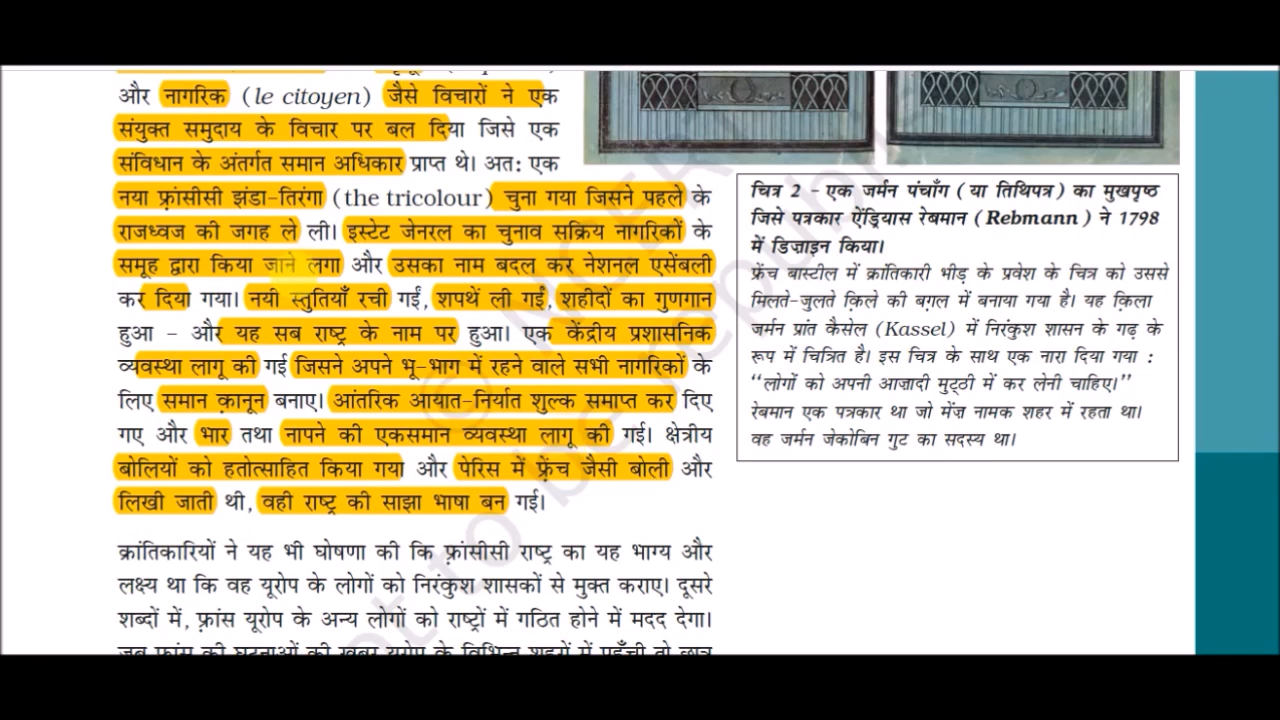 और नागरिक (le citoyen) जैसे विचारों ने एक
संयुक्त समुदाय के विचार पर बल दिया जिसे एक
संविधान के अंतर्गत समान अधिकार प्राप्त थे। अत: एक
नया फ़्रांसीसी झंडा-तिरंगा (the tricolour) चुना गया जिसने पहले के
राजध्वज की जगह ले ली। इस्टेट जेनरल का चुनाव सक्रिय नागरिकों के
समूह द्वारा किया जाने लगा और उसका नाम बदल कर नेशनल एसेंबली
कर दिया गया। नयी स्तुतियाँ रची गईं, शपथें ली गईं, शहीदों का गुणगान
हुआ – और यह सब राष्ट्र के नाम पर हुआ। एक केंद्रीय प्रशासनिक
व्यवस्था लागू की गई जिसने अपने भू-भाग में रहने वाले सभी नागरिकों के
लिए समान क़ानून बनाए। आंतरिक आयात-निर्यात शुल्क समाप्त कर दिए
गए और भार तथा नापने की एकसमान व्यवस्था लागू की गई। क्षेत्रीय
बोलियों को हतोत्साहित किया गया और पेरिस में फ़्रेंच जैसी बोली और
लिखी जाती थी, वही राष्ट्र की साझा भाषा बन गई।
क्रांतिकारियों ने यह भी घोषणा की कि फ़्रांसीसी राष्ट्र का यह भाग्य और
लक्ष्य था कि वह यूरोप के लोगों को निरंकुश शासकों से मुक्त कराए। दूसरे
शब्दों में, फ़्रांस यूरोप के अन्य लोगों को राष्ट्रों में गठित होने में मदद देगा।
जब फ़्रांस की घटनाओं की ख़बर यूरोप के विभिन्न शहरों में पहुँची तो छात्र
चित्र 2 – एक जर्मन पंचाँग (या तिथिपत्र) का मुखपृष्ठ
जिसे पत्रकार ऐंड्रियास रेबमान (Rebmann) ने 1798
में डिज़ाइन किया।
फ़्रेंच बास्टील में क्रांतिकारी भीड़ के प्रवेश के चित्र को उससे
मिलते-जुलते क़िले की बग़ल में बनाया गया है। यह क़िला
जर्मन प्रांत कैसेल (Kassel) में निरंकुश शासन के गढ़ के
रूप में चित्रित है। इस चित्र के साथ एक नारा दिया गया :
“लोगों को अपनी आजादी मुट्ठी में कर लेनी चाहिए।”
रेबमान एक पत्रकार था जो मेंज़ नामक शहर में रहता था।
वह जर्मन जेकोबिन गुट का सदस्य था।